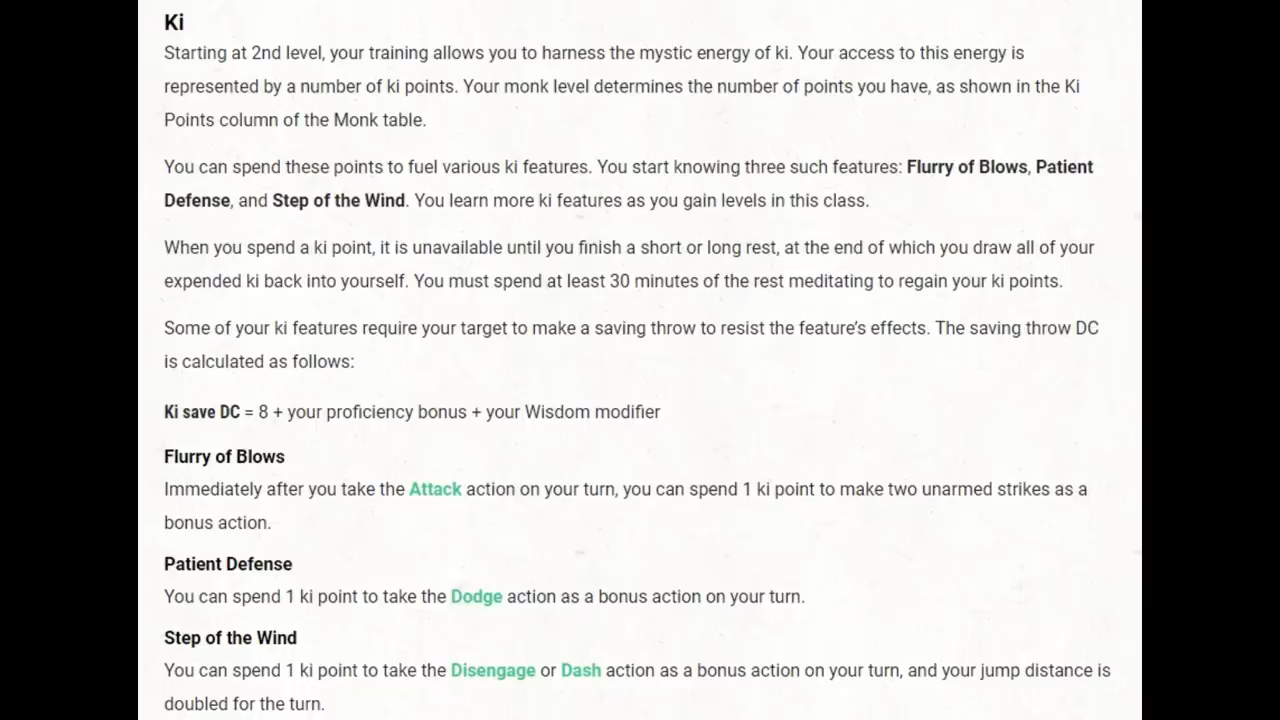 Ki
Starting at 2nd level, your training allows you to harness the mystic energy of ki. Your access to this energy is
represented by a number of ki points. Your monk level determines the number of points you have, as shown in the Ki
Points column of the Monk table.
You can spend these points to fuel various ki features. You start knowing three such features: Flurry of Blows, Patient
Defense, and Step of the Wind. You learn more ki features as you gain levels in this class.
When you spend a ki point, it is unavailable until you finish a short or long rest, at the end of which you draw all of your
expended ki back into yourself. You must spend at least 30 minutes of the rest meditating to regain your ki points.
Some of your ki features require your target to make a saving throw to resist the feature's effects. The saving throw DC
is calculated as follows:
Ki save DC = 8 + your proficiency bonus + your Wisdom modifier
Flurry of Blows
Immediately after you take the Attack action on your turn, you can spend 1 ki point to make two unarmed strikes as a
bonus action.
Patient Defense
You can spend 1 ki point to take the Dodge action as a bonus action on your turn.
Step of the Wind
You can spend 1 ki point to take the Disengage or Dash action as a bonus action on your turn, and your jump distance is
doubled for the turn.